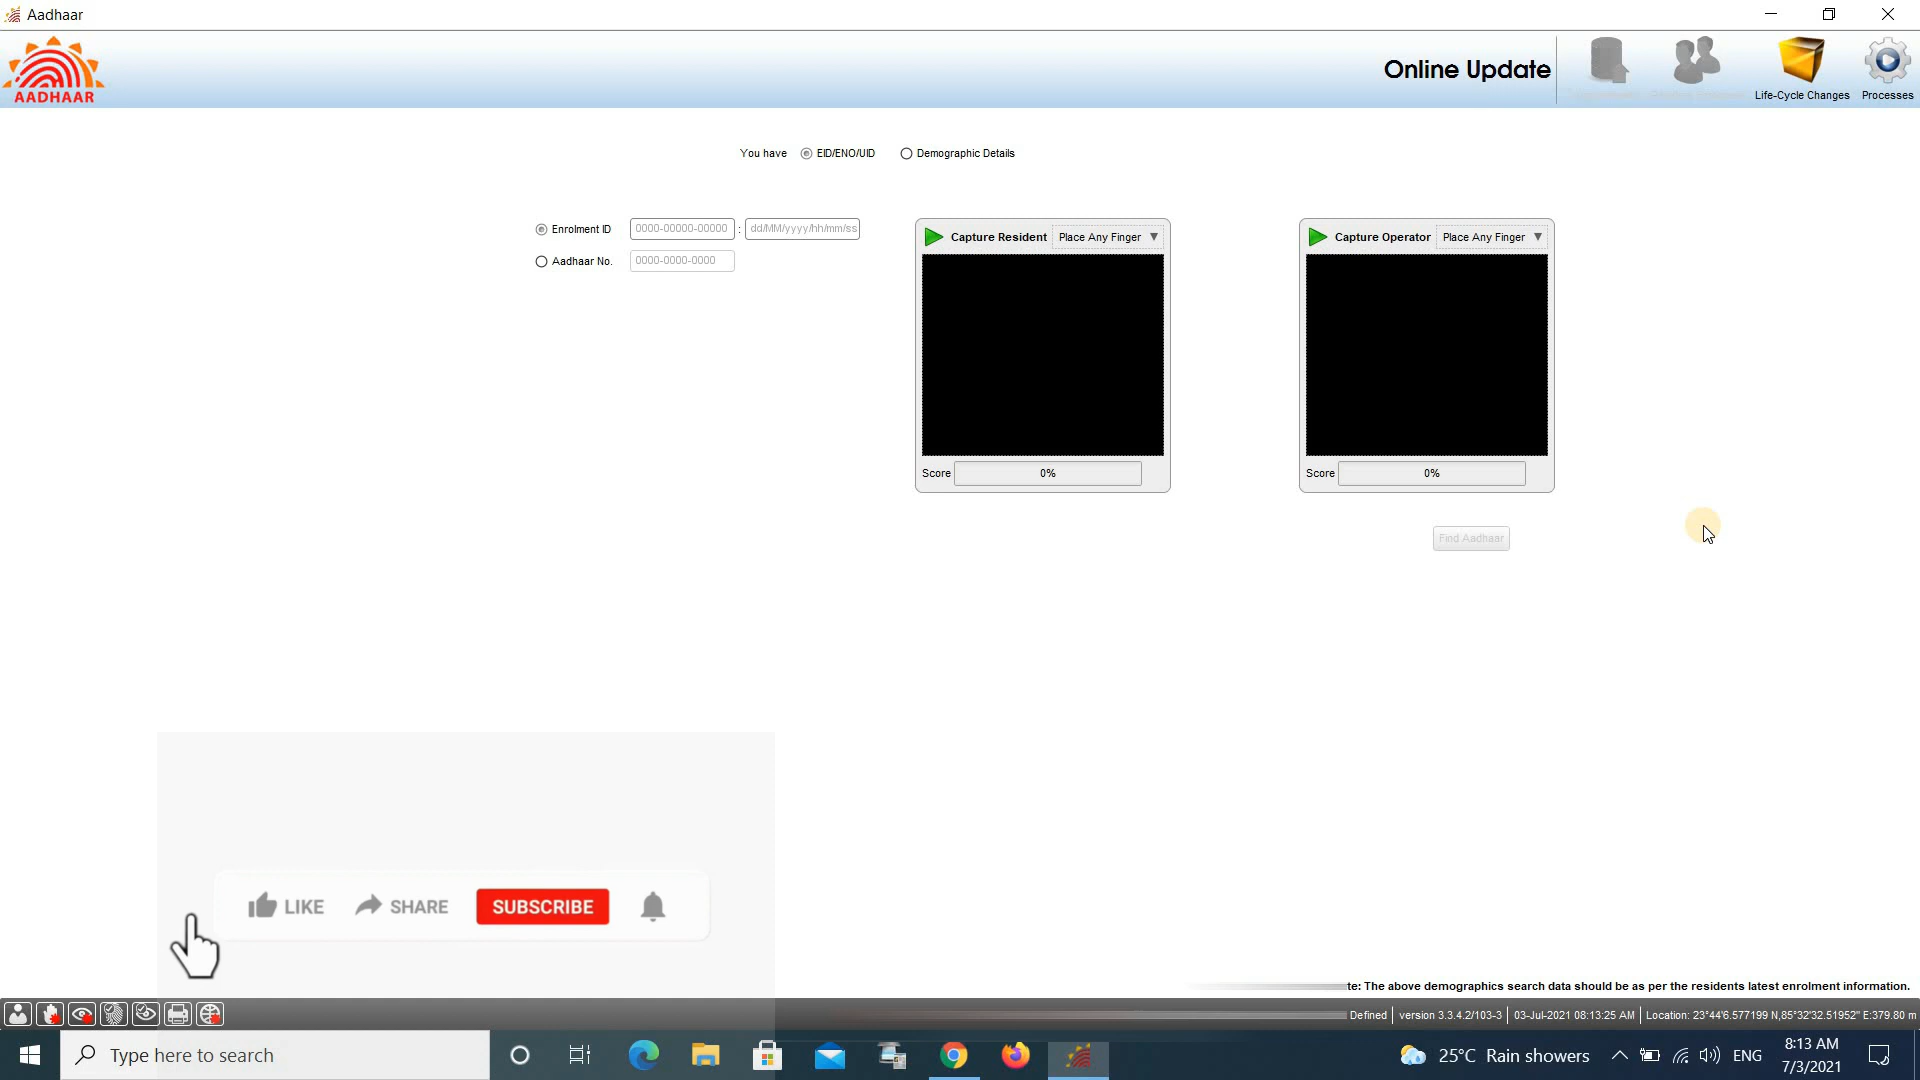 Aadhaar
AADHAAR
Online Update
Life-Cycle Changes
Processes
You have EID/ENO/UID Demographic Details
Enrolment ID 0000-00000-00000 : dd/MM/yyyy/hh/mm/ss
Aadhaar No. 0000-0000-0000
Capture Resident Place Any Finger
Score 0%
Capture Operator Place Any Finger
Score 0%
Find Aadhaar
LIKE SHARE SUBSCRIBE
te: The above demographics search data should be as per the residents latest enrolment information.
Defined version 3.3.4.2/103-3 03-Jul-2021 08:13:25 AM Location: 23°44'6.577199 N,85°32'32.51952" E:379.80 m
Type here to search
25°C Rain showers
ENG
8:13 AM
7/3/2021